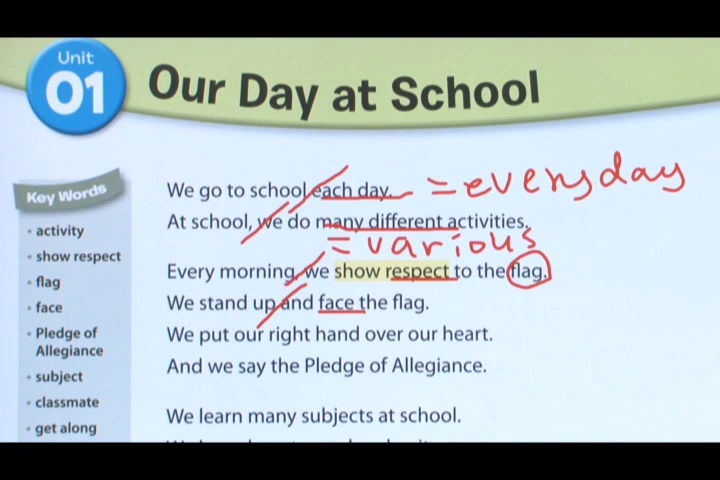 Unit
01
Our Day at School
Key Words
• activity
• show respect
• flag
• face
• Pledge of
Allegiance
• subject
• classmate
• get along
We go to school each day. = everyday
At school, we do many different activities.
= various
Every morning, we show respect to the flag.
We stand up and face the flag.
We put our right hand over our heart.
And we say the Pledge of Allegiance.
We learn many subjects at school.